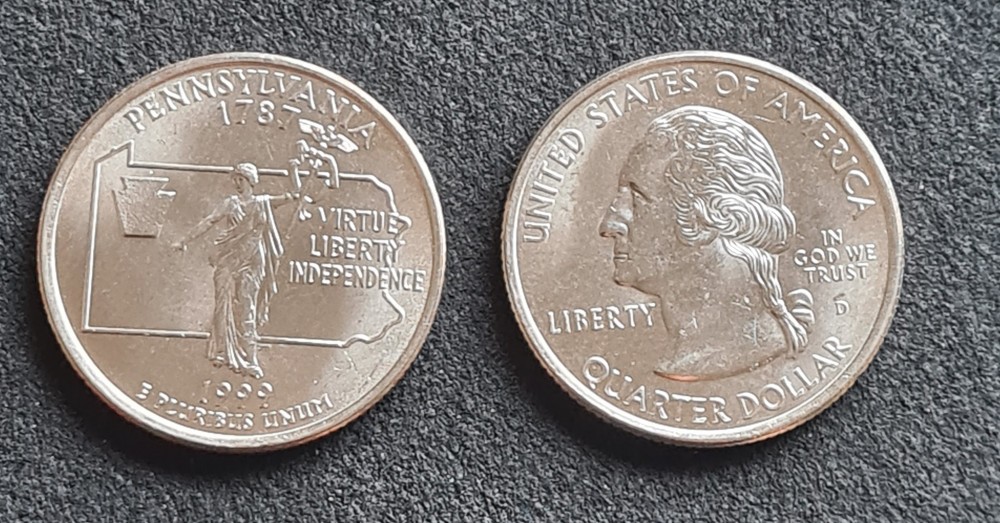 PENNSYLVANIA
1787
VIRTUE
LIBERTY
INDEPENDENCE
1999
E PLURIBUS UNUM
UNITED STATES OF AMERICA
IN
GOD WE
TRUST
LIBERTY
D
QUARTER DOLLAR